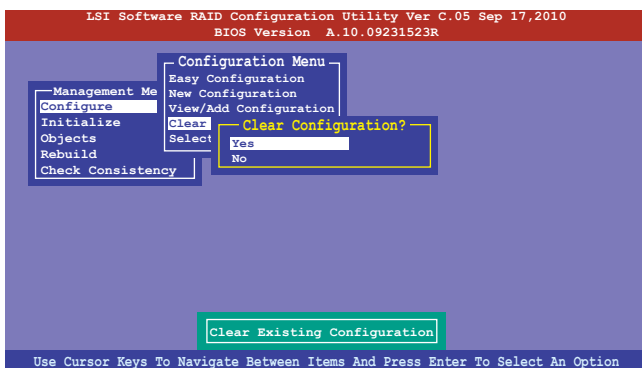 LSI Software RAID Configuration Utility Ver C.05 Sep 17,2010
BIOS Version A.10.09231523R
Configuration Menu
Easy Configuration
New Configuration
View/Add Configuration
Clear
Select
Management Me
Configure
Initialize
Objects
Rebuild
Check Consistency
Clear Configuration?
Yes
No
Clear Existing Configuration
Use Cursor Keys To Navigate Between Items And Press Enter To Select An Option